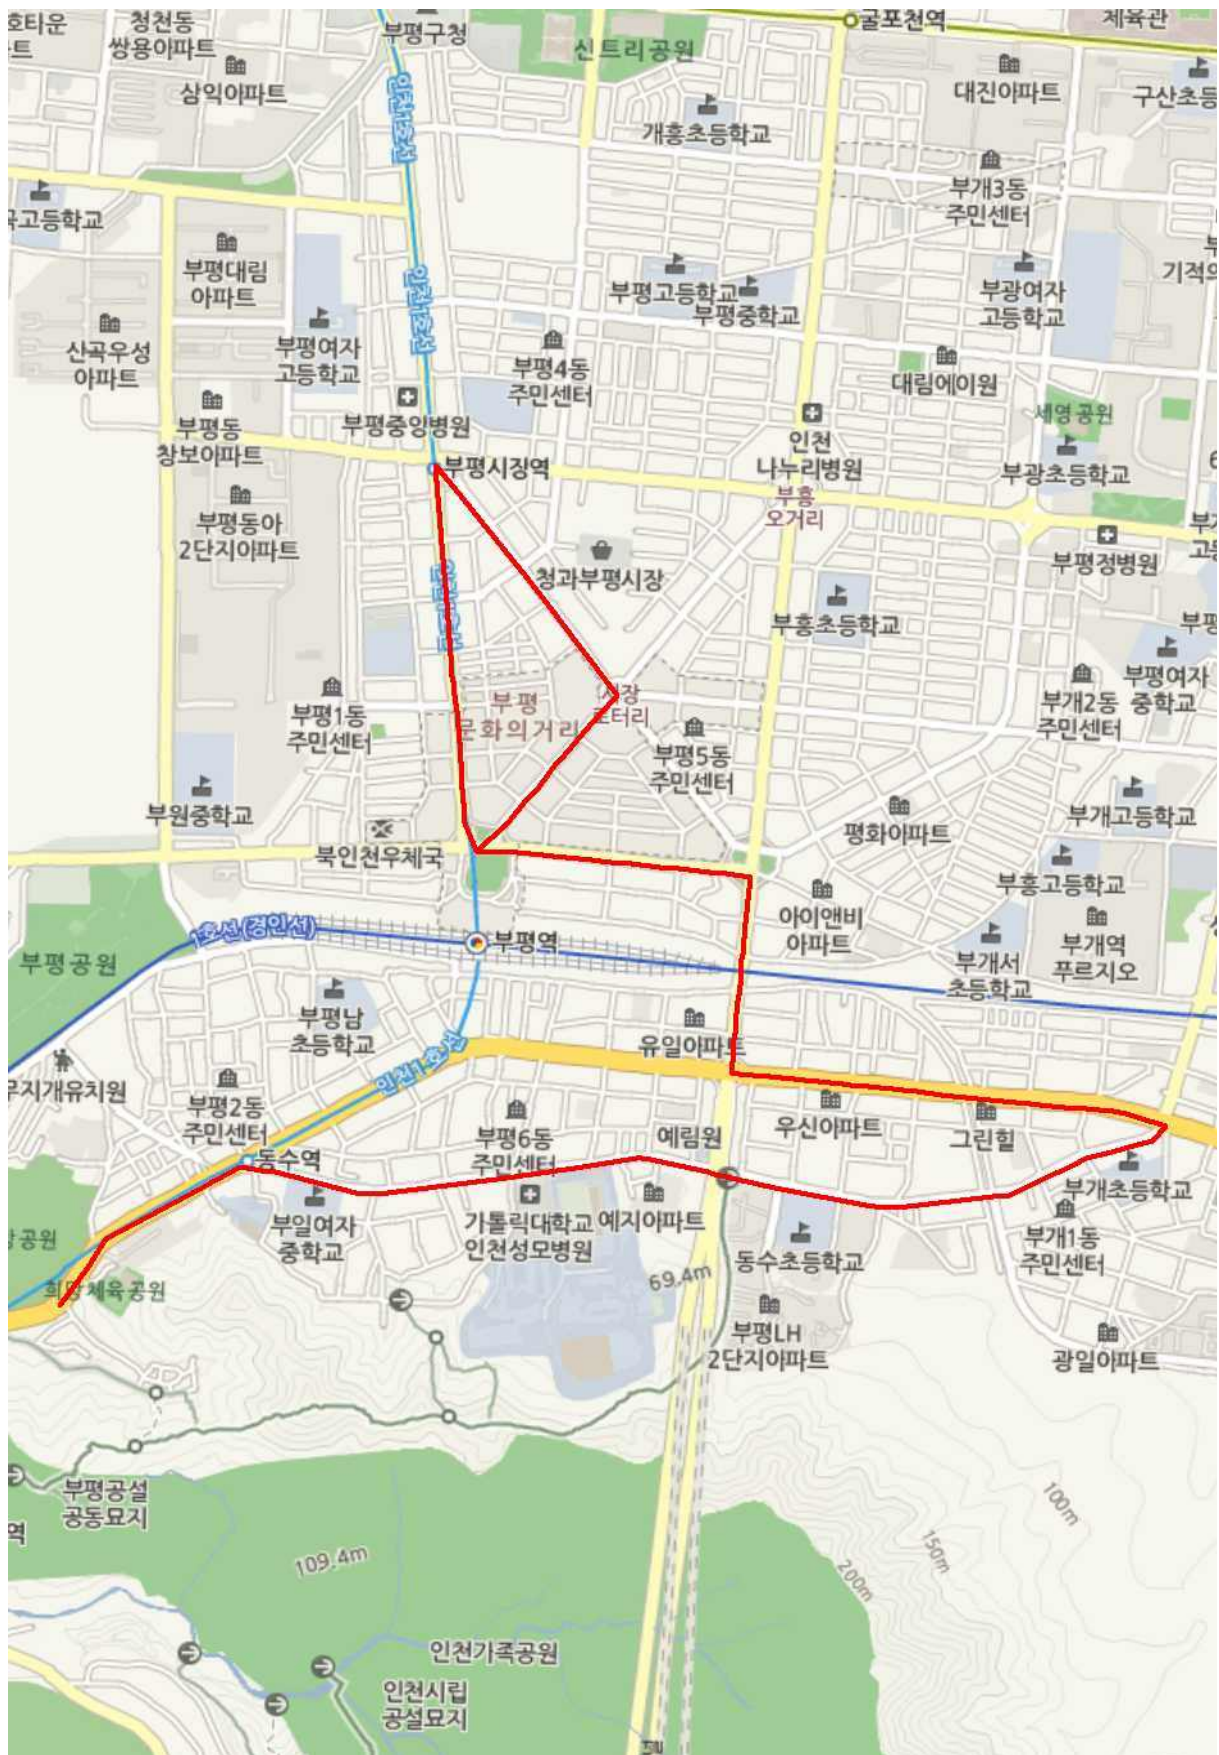 청천동
쌍용아파트
부평구청
신트리공원
굴포천역
체육관
삼익아파트
인천1호선
개흥초등학교
대진아파트
구산초등
부개3동
주민센터
부평대림
아파트
인천1호선
부평고등학교
부평중학교
부광여자
고등학교
산곡우성
아파트
부평여자
고등학교
부평4동
주민센터
대림에이원
부평중앙병원
세영공원
부평동
창보아파트
인천
나누리병원
부광초등학교
부평시장역
부평동아
2단지아파트
부흥
오거리
청과부평시장
부평정병원
부흥초등학교
부평1동
주민센터
부평
문화의거리
부평5동
주민센터
부개2동
주민센터
부평여자
중학교
부원중학교
부개고등학교
평화아파트
북인천우체국
부흥고등학교
1호선(경인선)
부평역
아이앤비
아파트
부개서
초등학교
부개역
푸르지오
부평공원
부평남
초등학교
유일아파트
인천1호선
부평2동
주민센터
부평6동
주민센터
예림원
우신아파트
그린힐
동수역
부개초등학교
부일여자
중학교
가톨릭대학교
인천성모병원
예지아파트
동수초등학교
부개1동
주민센터
희망체육공원
69.4m
부평LH
2단지아파트
광일아파트
부평공설
공동묘지
100m
150m
200m
109.4m
인천가족공원
인천시립
공설묘지